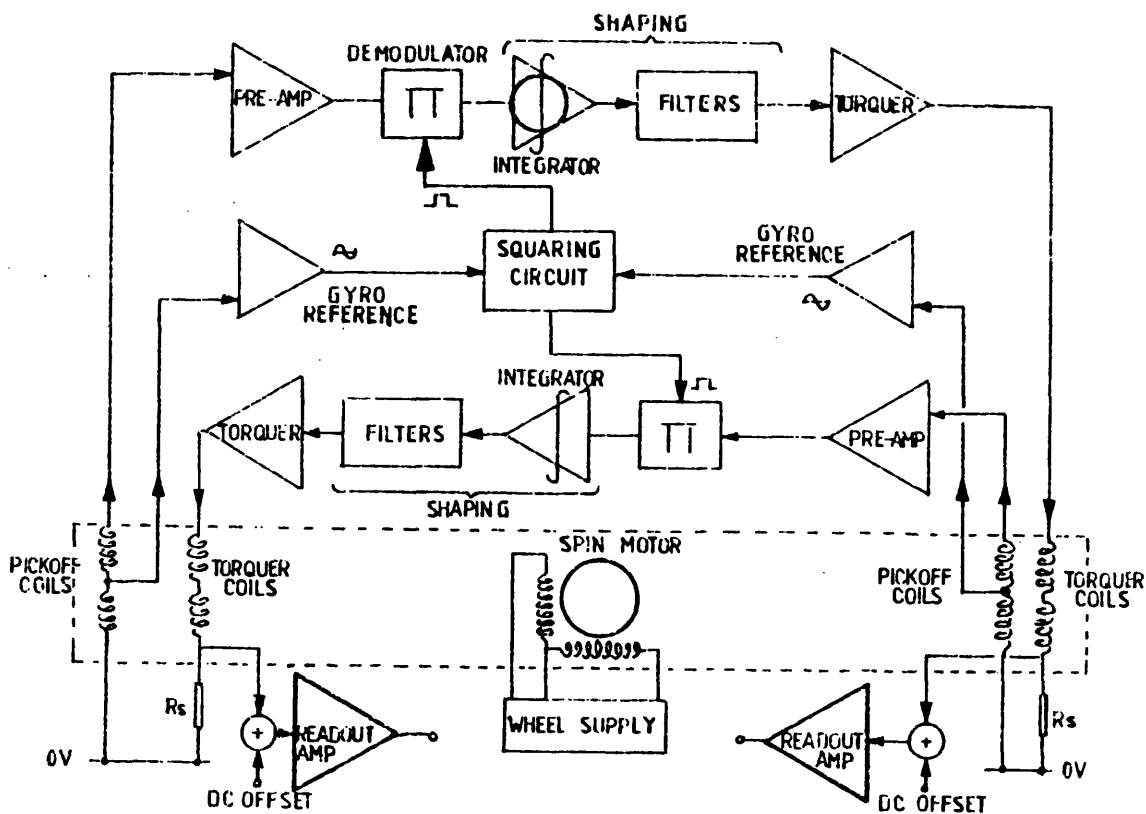 SHAPING
DEMODULATOR
PRE-AMP
FILTERS
TORQUER
INTEGRATOR
GYRO
REFERENCE
SQUARING
CIRCUIT
GYRO
REFERENCE
INTEGRATOR
TORQUER
FILTERS
PRE-AMP
SHAPING
SPIN MOTOR
PICKOFF
COILS
TORQUER
COILS
PICKOFF
COILS
TORQUER
COILS
Rs
WHEEL SUPPLY
Rs
+
READOUT
AMP
READOUT
AMP
+
0V
0V
DC OFFSET
DC OFFSET